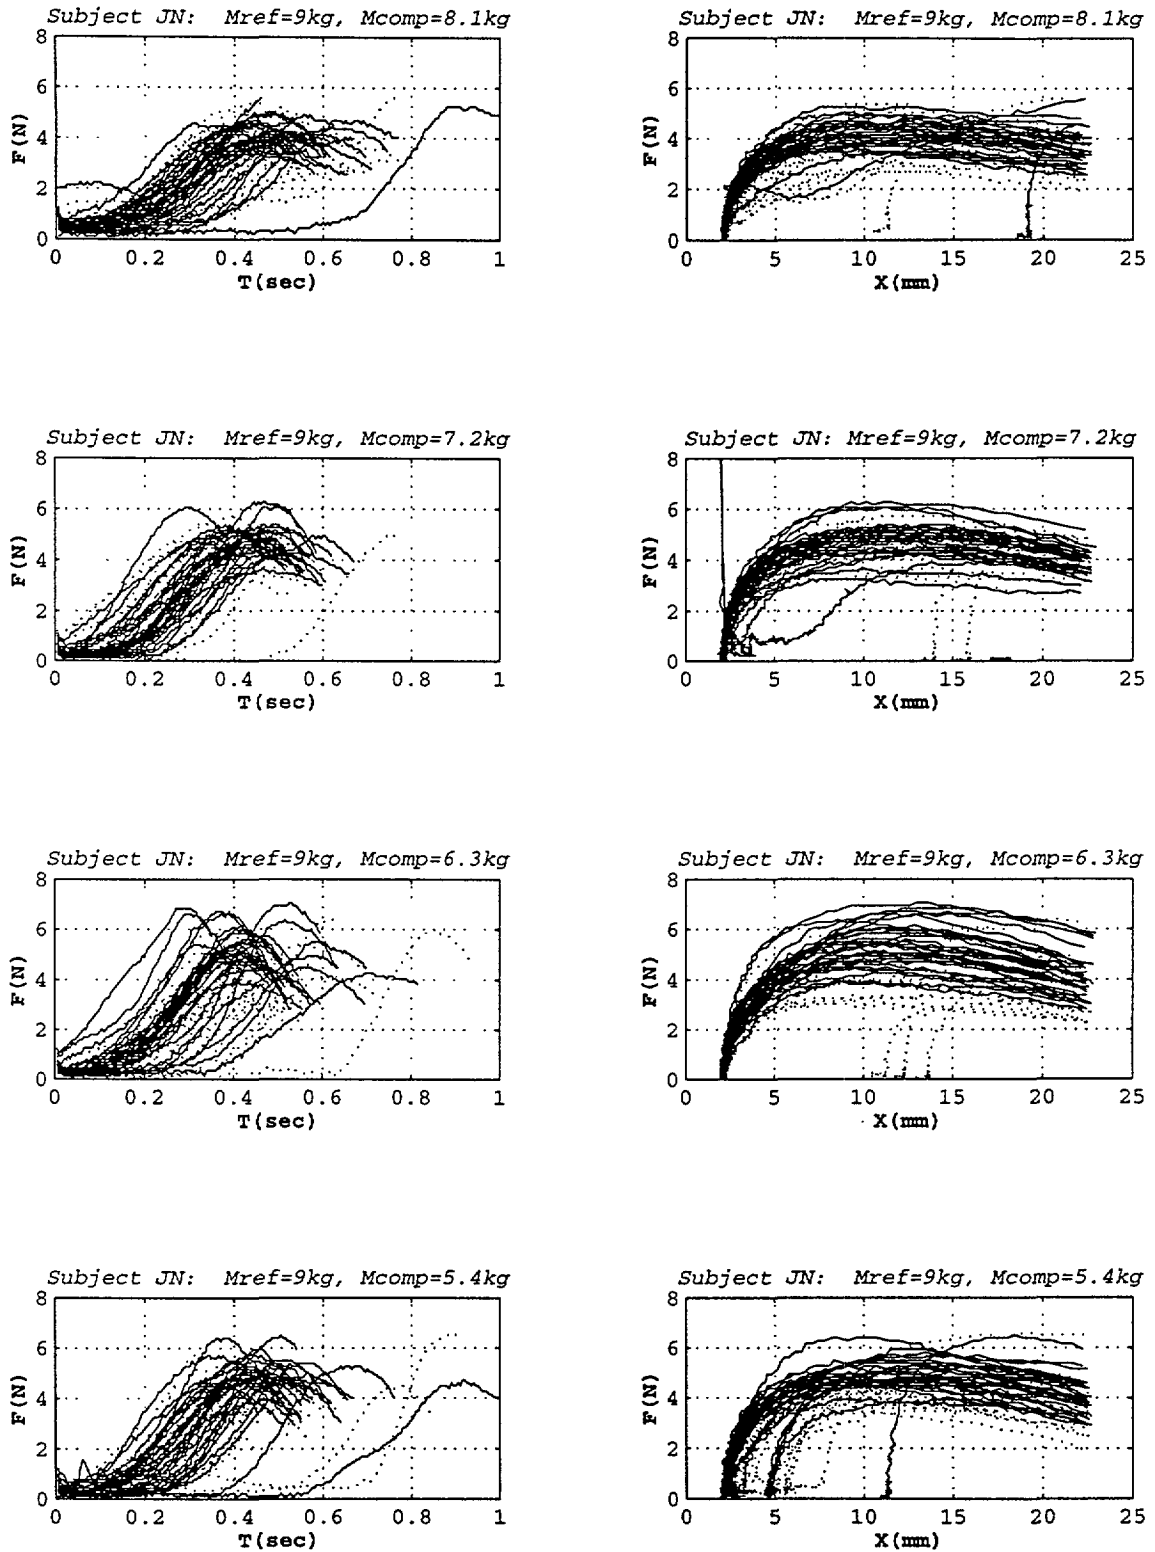 Subject JN: Mref=9kg, Mcomp=8.1kg
8
6
4
2
0
F(N)
0 0.2 0.4 0.6 0.8 1
T(sec)
Subject JN: Mref=9kg, Mcomp=8.1kg
8
6
4
2
0
F(N)
0 5 10 15 20 25
X(mm)
Subject JN: Mref=9kg, Mcomp=7.2kg
8
6
4
2
0
F(N)
0 0.2 0.4 0.6 0.8 1
T(sec)
Subject JN: Mref=9kg, Mcomp=7.2kg
8
6
4
2
0
F(N)
0 5 10 15 20 25
X(mm)
Subject JN: Mref=9kg, Mcomp=6.3kg
8
6
4
2
0
F(N)
0 0.2 0.4 0.6 0.8 1
T(sec)
Subject JN: Mref=9kg, Mcomp=6.3kg
8
6
4
2
0
F(N)
0 5 10 15 20 25
X(mm)
Subject JN: Mref=9kg, Mcomp=5.4kg
8
6
4
2
0
F(N)
0 0.2 0.4 0.6 0.8 1
T(sec)
Subject JN: Mref=9kg, Mcomp=5.4kg
8
6
4
2
0
F(N)
0 5 10 15 20 25
X(mm)